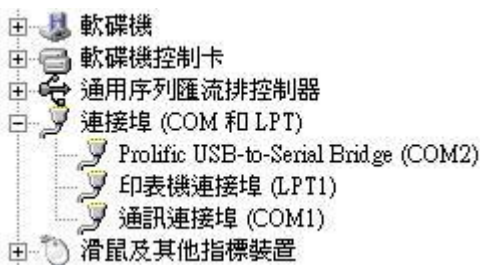 軟碟機
軟碟機控制卡
通用序列匯流排控制器
連接埠 (COM 和 LPT)
Prolific USB-to-Serial Bridge (COM2)
印表機連接埠 (LPT1)
通訊連接埠 (COM1)
滑鼠及其他指標裝置